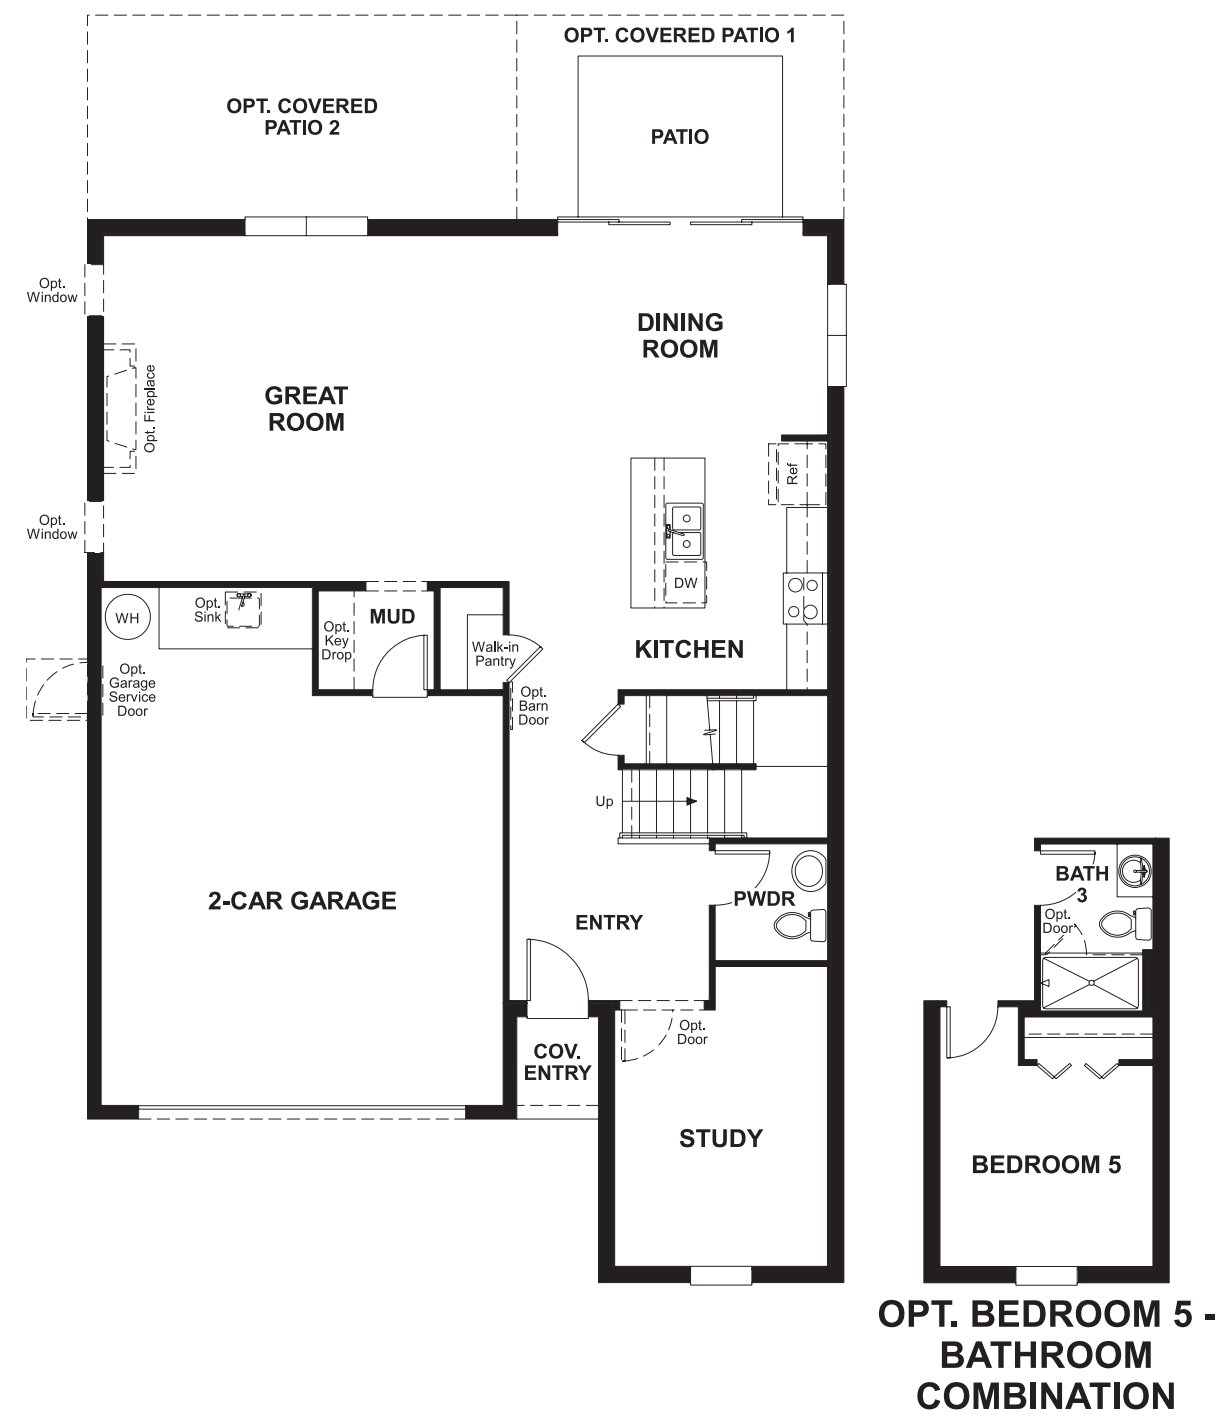 OPT. COVERED PATIO 1
OPT. COVERED
PATIO 2
PATIO
Opt.
Window
DINING
ROOM
GREAT
ROOM
Opt. Fireplace
Ref
Opt.
Window
DW
WH
Opt.
Sink
MUD
Opt.
Key
Drop
Walk-in
Pantry
KITCHEN
Opt.
Garage
Service
Door
Opt.
Barn
Door
Up
2-CAR GARAGE
PWDR
ENTRY
BATH
3
Opt.
Door
Opt.
Door
COV.
ENTRY
STUDY
BEDROOM 5
OPT. BEDROOM 5 -
BATHROOM
COMBINATION